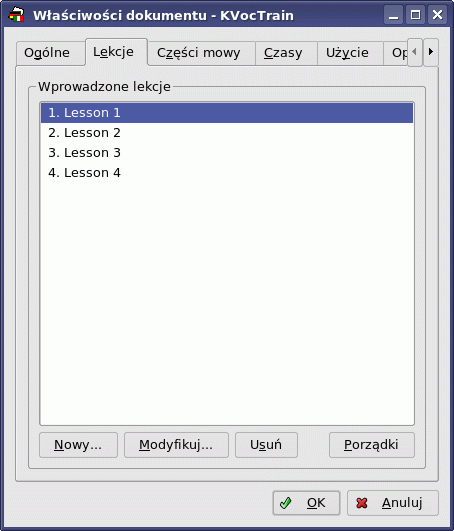 Właściwości dokumentu - KVocTrain
Ogólne Lekcje Części mowy Czasy Użycie Op
Wprowadzone lekcje
1. Lesson 1
2. Lesson 2
3. Lesson 3
4. Lesson 4
Nowy... Modyfikuj... Usuń Porządki
OK Anuluj